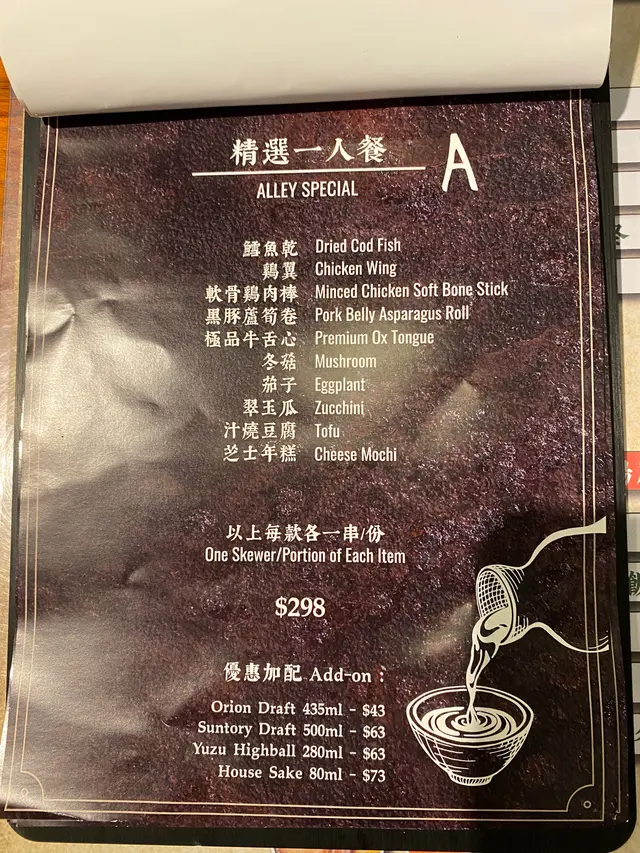 精選一人餐 A
ALLEY SPECIAL
鱈魚乾 Dried Cod Fish
鷄翼 Chicken Wing
軟骨鷄肉棒 Minced Chicken Soft Bone Stick
黒豚蘆筍卷 Pork Belly Asparagus Roll
極品牛舌心 Premium Ox Tongue
冬菇 Mushroom
茄子 Eggplant
翠玉瓜 Zucchini
汁燒豆腐 Tofu
芝士年糕 Cheese Mochi
以上每款各一串/份
One Skewer/Portion of Each Item
$298
優惠加配 Add-on :
Orion Draft 435ml - $43
Suntory Draft 500ml - $63
Yuzu Highball 280ml - $63
House Sake 80ml - $73